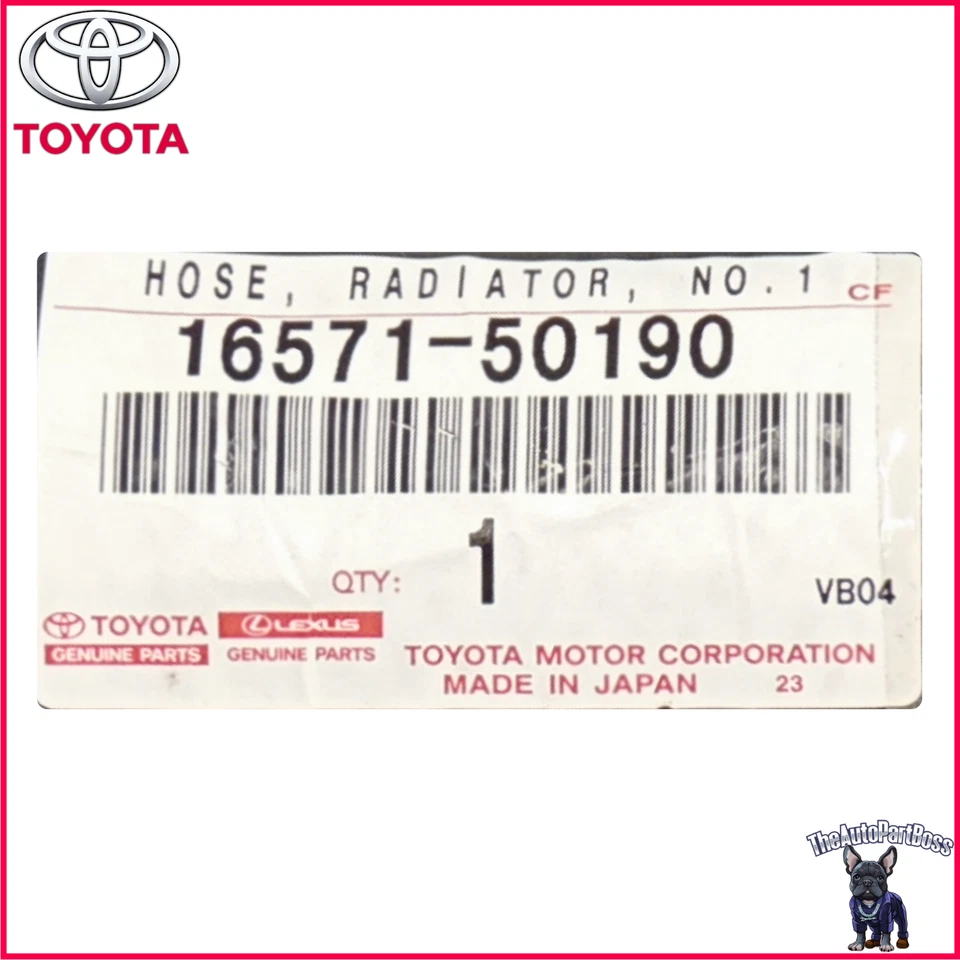 TOYOTA
HOSE, RADIATOR, NO.1
CF
16571-50190
1
QTY:
VB04
TOYOTA
LEXUS
GENUINE PARTS
GENUINE PARTS
TOYOTA MOTOR CORPORATION
MADE IN JAPAN
23
TheAutoPartBoss